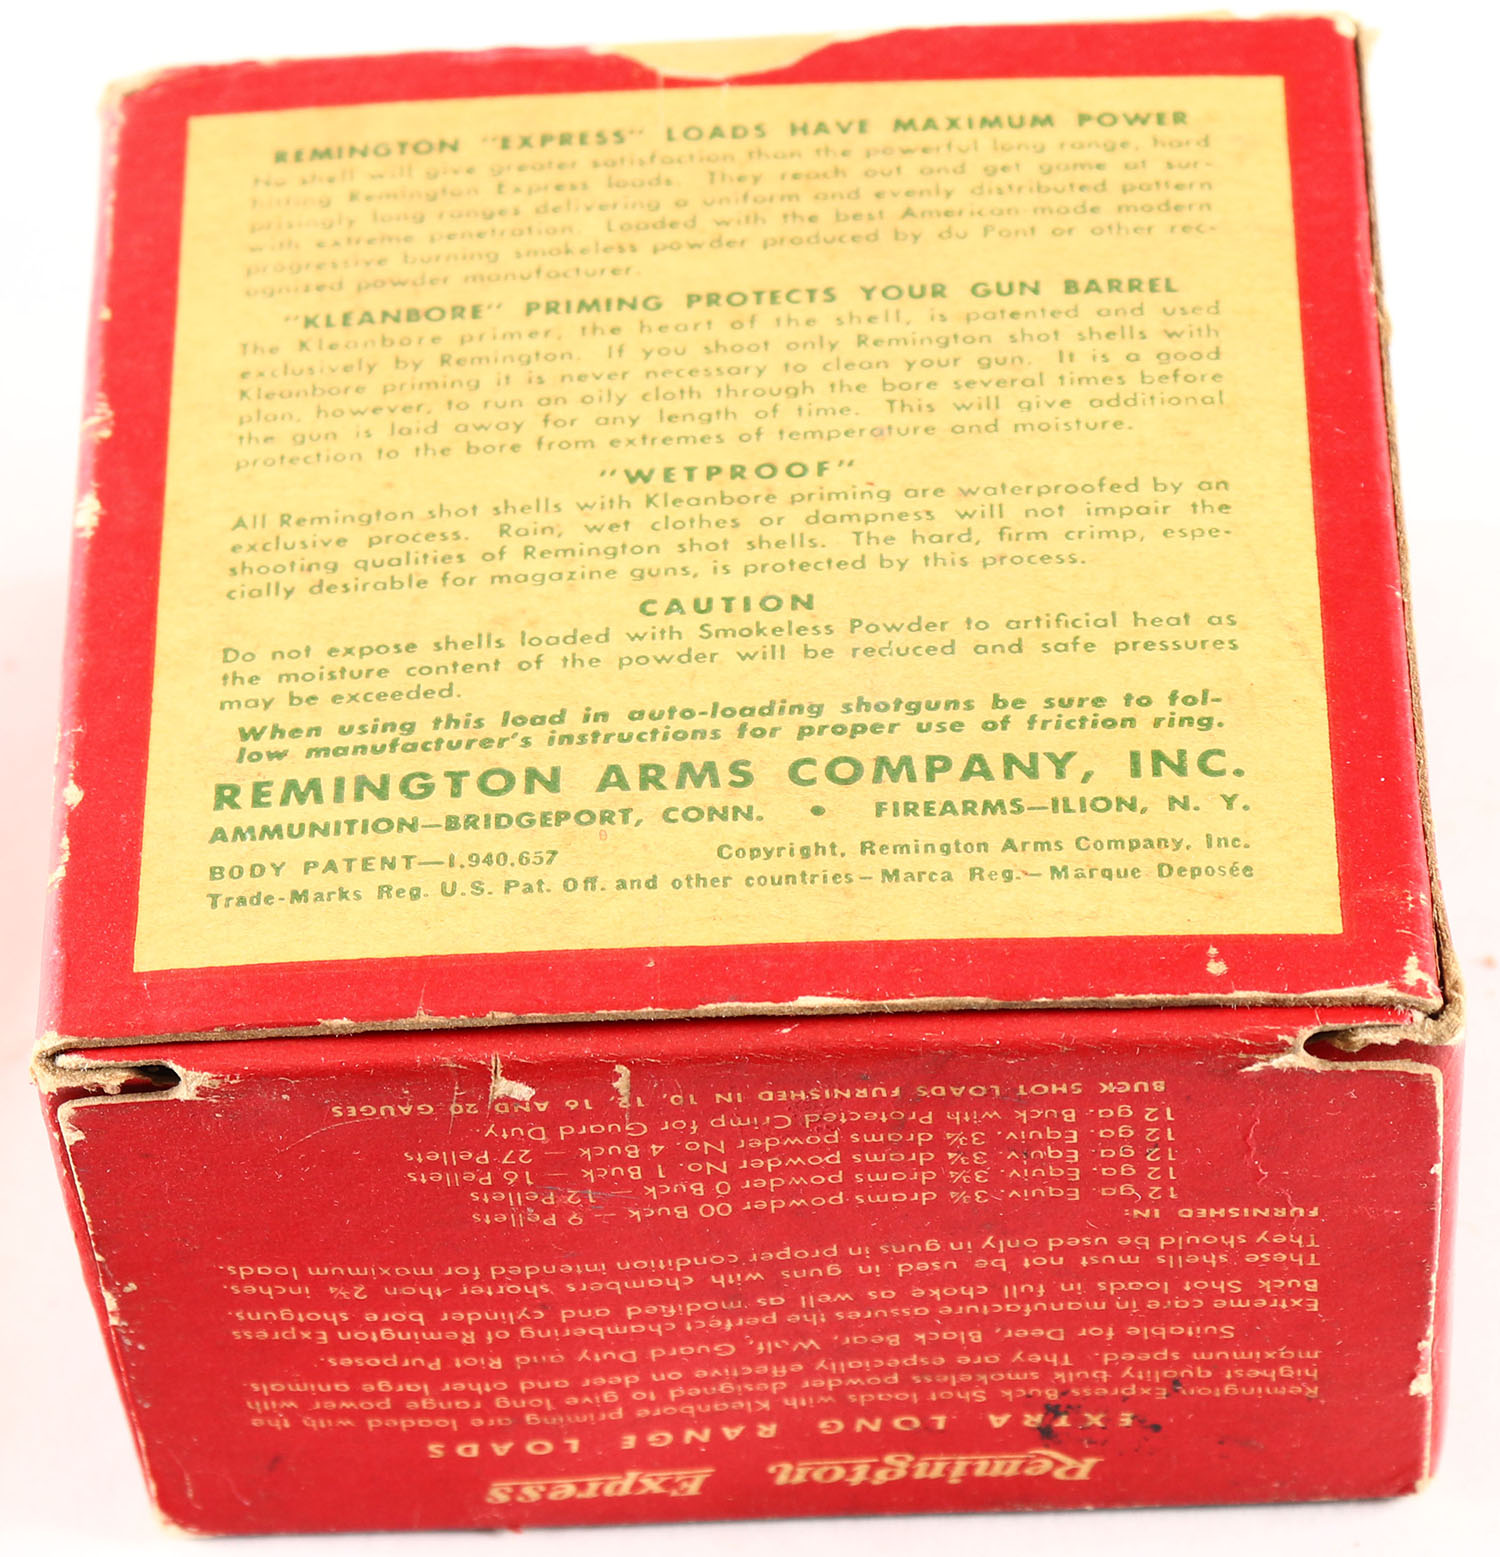 REMINGTON "EXPRESS" LOADS HAVE MAXIMUM POWER
No shell will give greater satisfaction than the powerful long range, hard
hitting Remington Express loads. They reach out and get game at sur-
prisingly long ranges delivering a uniform and evenly distributed pattern
with extreme penetration. Loaded with the best American-made modern
progressive burning smokeless powder produced by du Pont or other rec-
ognized powder manufacturer.
"KLEANBORE" PRIMING PROTECTS YOUR GUN BARREL
The Kleanbore primer, the heart of the shell, is patented and used
exclusively by Remington. If you shoot only Remington shot shells with
Kleanbore priming it is never necessary to clean your gun. It is a good
plan, however, to run an oily cloth through the bore several times before
the gun is laid away for any length of time. This will give additional
protection to the bore from extremes of temperature and moisture.
"WETPROOF"
All Remington shot shells with Kleanbore priming are waterproofed by an
exclusive process. Rain, wet clothes or dampness will not impair the
shooting qualities of Remington shot shells. The hard, firm crimp, espe-
cially desirable for magazine guns, is protected by this process.
CAUTION
Do not expose shells loaded with Smokeless Powder to artificial heat as
the moisture content of the powder will be reduced and safe pressures
may be exceeded.
When using this load in auto-loading shotguns be sure to fol-
low manufacturer's instructions for proper use of friction ring.
REMINGTON ARMS COMPANY, INC.
AMMUNITION—BRIDGEPORT, CONN. • FIREARMS—ILION, N. Y.
BODY PATENT—1,940,657 Copyright, Remington Arms Company, Inc.
Trade-Marks Reg. U.S. Pat. Off. and other countries—Marca Reg.—Marque Deposée
Remington Express
EXTRA LONG RANGE LOADS
Remington Express Buck Shot loads with Kleanbore priming are loaded with the
highest quality bulk smokeless powder designed to give long range power with
maximum speed. They are especially effective on deer and other large animals.
Suitable for Deer, Black Bear, Wolf, Guard Duty and Riot Purposes.
Extreme care in manufacture assures the perfect chambering of Remington Express
Buck Shot loads in full choke as well as modified and cylinder bore shotguns.
These shells must not be used in guns with chambers shorter than 2¾ inches.
They should be used only in guns in proper condition intended for maximum loads.
FURNISHED IN:
12 ga. Equiv. 3¾ drams powder 00 Buck — 9 Pellets
12 ga. Equiv. 3¾ drams powder 0 Buck — 12 Pellets
12 ga. Equiv. 3¾ drams powder No. 1 Buck — 16 Pellets
12 ga. Equiv. 3¾ drams powder No. 4 Buck — 27 Pellets
12 ga. Buck with Protected Crimp for Guard Duty.
BUCK SHOT LOADS FURNISHED IN 10, 12, 16 AND 20 GAUGES